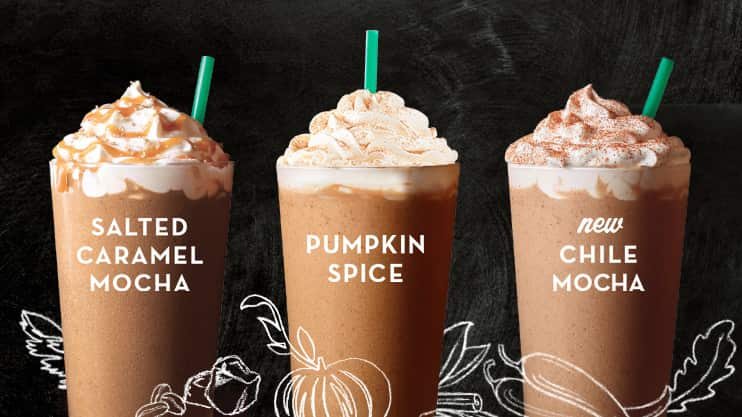 SALTED
CARAMEL
MOCHA
PUMPKIN
SPICE
new
CHILE
MOCHA